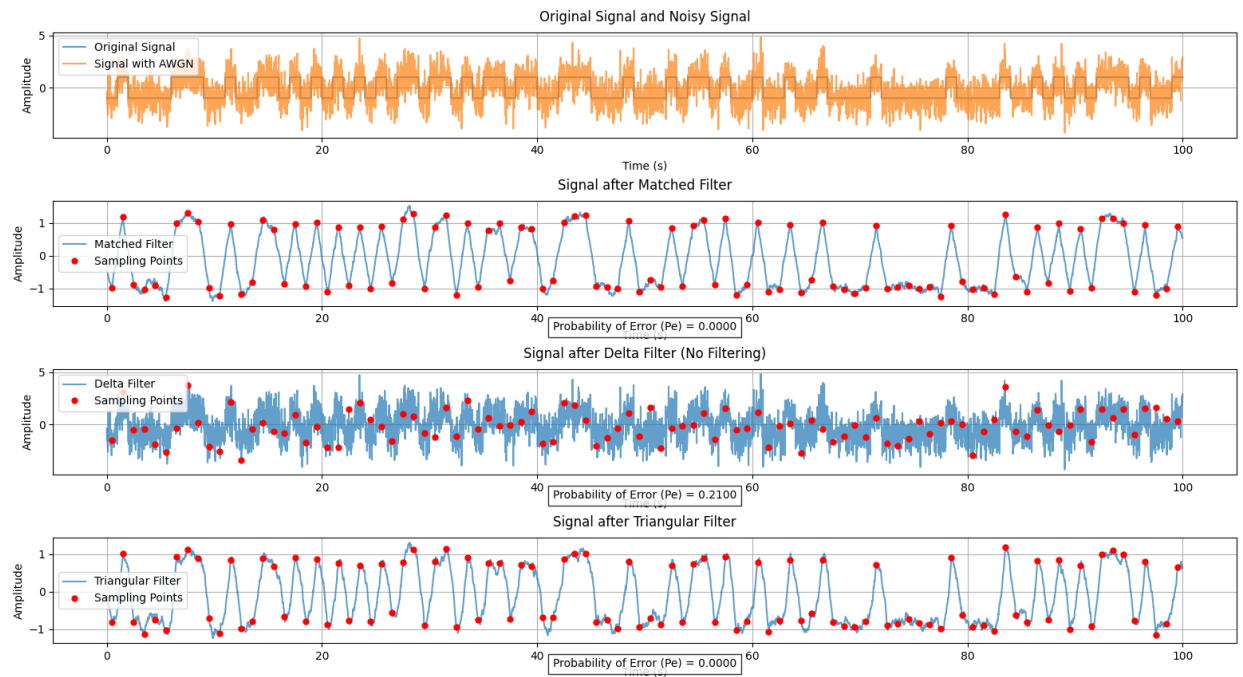 Original Signal and Noisy Signal
5
Original Signal
Signal with AWGN
0
Amplitude
0 20 40 60 80 100
Time (s)
Signal after Matched Filter
1
0
Matched Filter
Sampling Points
−1
Amplitude
0 20 40 60 80 100
Time (s)
Probability of Error (Pe) = 0.0000
Signal after Delta Filter (No Filtering)
5
Delta Filter
Sampling Points
0
Amplitude
0 20 40 60 80 100
Time (s)
Probability of Error (Pe) = 0.2100
Signal after Triangular Filter
1
Triangular Filter
Sampling Points
0
−1
Amplitude
0 20 40 60 80 100
Time (s)
Probability of Error (Pe) = 0.0000